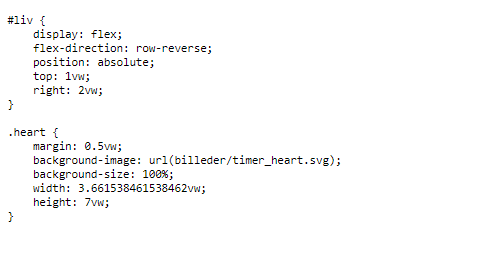 #liv {
    display: flex;
    flex-direction: row-reverse;
    position: absolute;
    top: 1vw;
    right: 2vw;
}

.heart {
    margin: 0.5vw;
    background-image: url(billeder/timer_heart.svg);
    background-size: 100%;
    width: 3.661538461538462vw;
    height: 7vw;
}